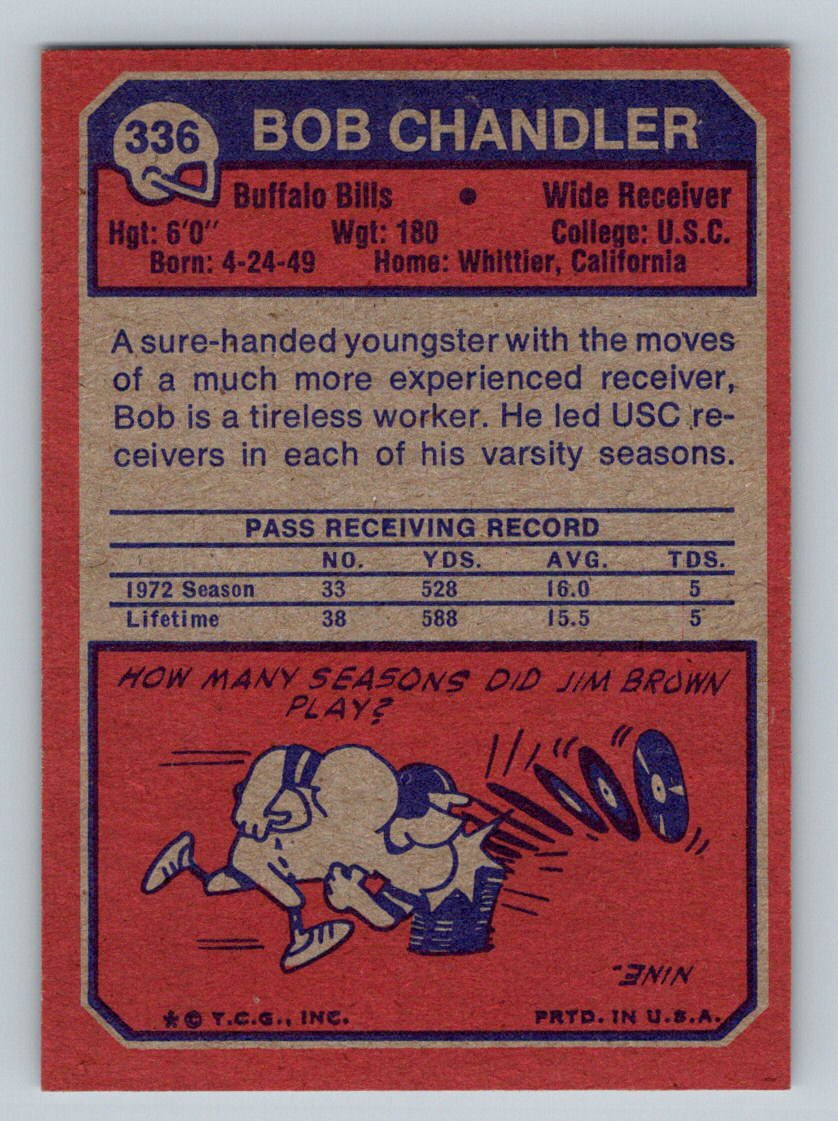 336
BOB CHANDLER
Buffalo Bills • Wide Receiver
Hgt: 6'0" Wgt: 180 College: U.S.C.
Born: 4-24-49 Home: Whittier, California
A sure-handed youngster with the moves
of a much more experienced receiver,
Bob is a tireless worker. He led USC re-
ceivers in each of his varsity seasons.
PASS RECEIVING RECORD
NO. YDS. AVG. TDS.
1972 Season 33 528 16.0 5
Lifetime 38 588 15.5 5
HOW MANY SEASONS DID JIM BROWN
PLAY?
NINE.
* © T.C.G., INC. PRTD. IN U.S.A.